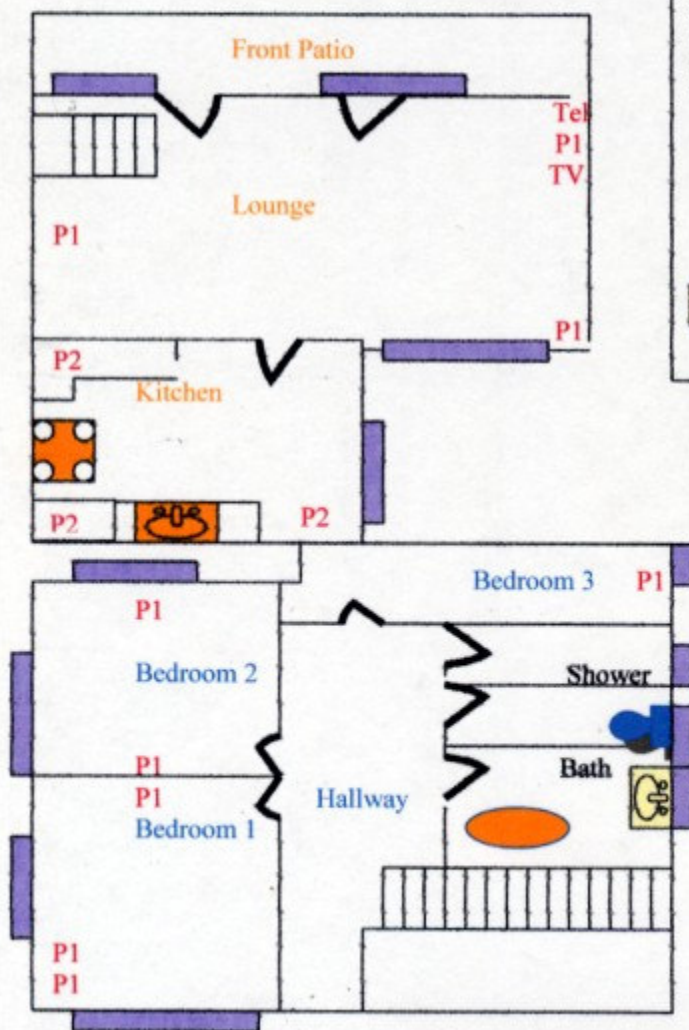 Front Patio
Tel
P1
TV
Lounge
P1
P1
P2
Kitchen
P2
P2
Bedroom 3
P1
P1
Bedroom 2
Shower
P1
P1
Bath
Hallway
Bedroom 1
P1
P1